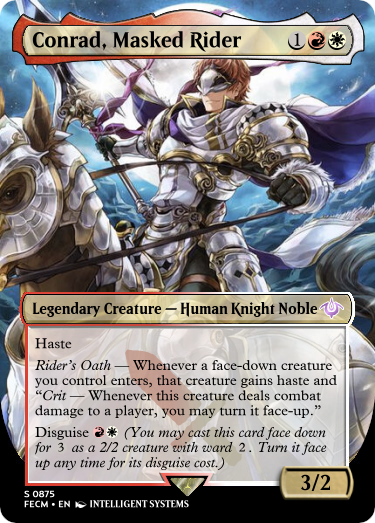 Conrad, Masked Rider 1
Legendary Creature — Human Knight Noble
Haste
Rider's Oath — Whenever a face-down creature
you control enters, that creature gains haste and
“Crit — Whenever this creature deals combat
damage to a player, you may turn it face-up.”
Disguise (You may cast this card face down
for 3 as a 2/2 creature with ward 2. Turn it face
up any time for its disguise cost.)
3/2
S 0875
FECM • EN INTELLIGENT SYSTEMS